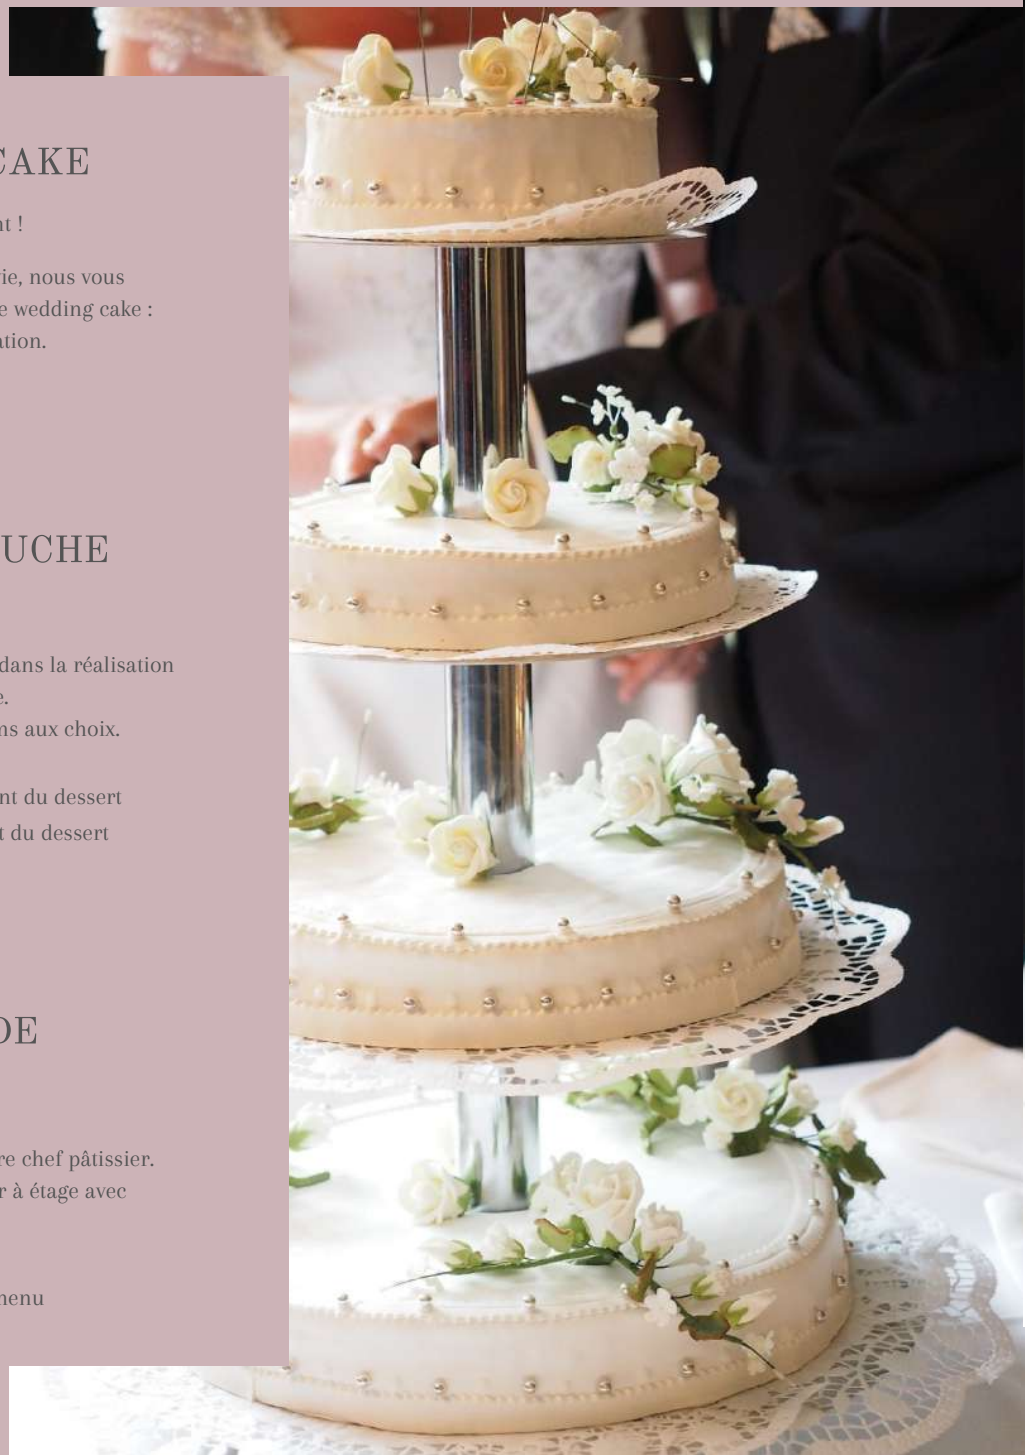 CAKE
nt !
vie, nous vous
e wedding cake :
ation.
UCHE
dans la réalisation
e.
ns aux choix.
nt du dessert
t du dessert
DE
re chef pâtissier.
r à étage avec
menu